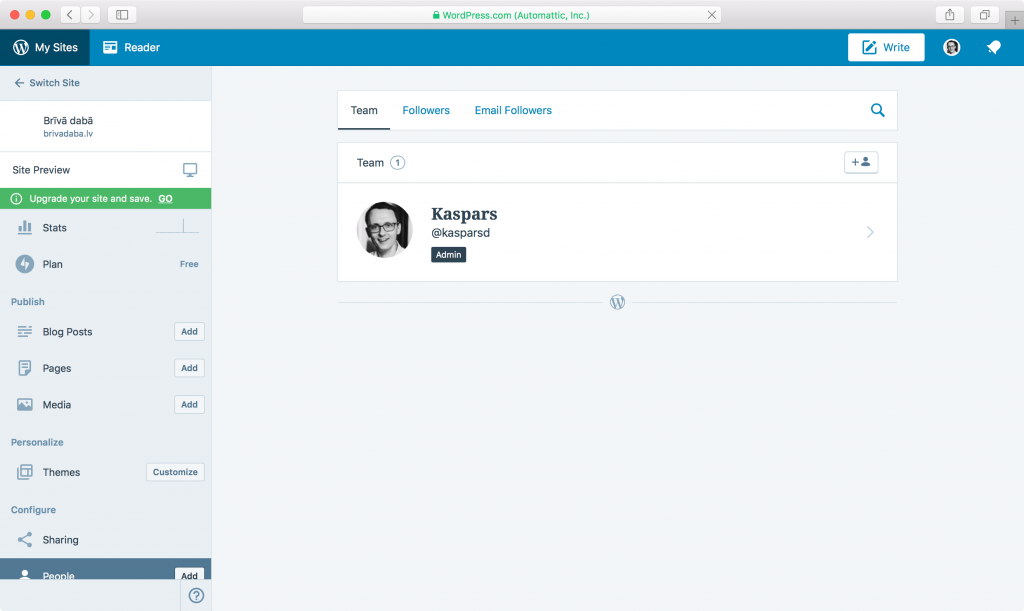 WordPress.com (Automattic, Inc.)
My Sites
Reader
Write
Switch Site
Brīvā dabā
brivadaba.lv
Site Preview
Upgrade your site and save. GO
Stats
Plan Free
Publish
Blog Posts Add
Pages Add
Media Add
Personalize
Themes Customize
Configure
Sharing
People Add
Team Followers Email Followers
Team 1
Kaspars
@kasparsd
Admin